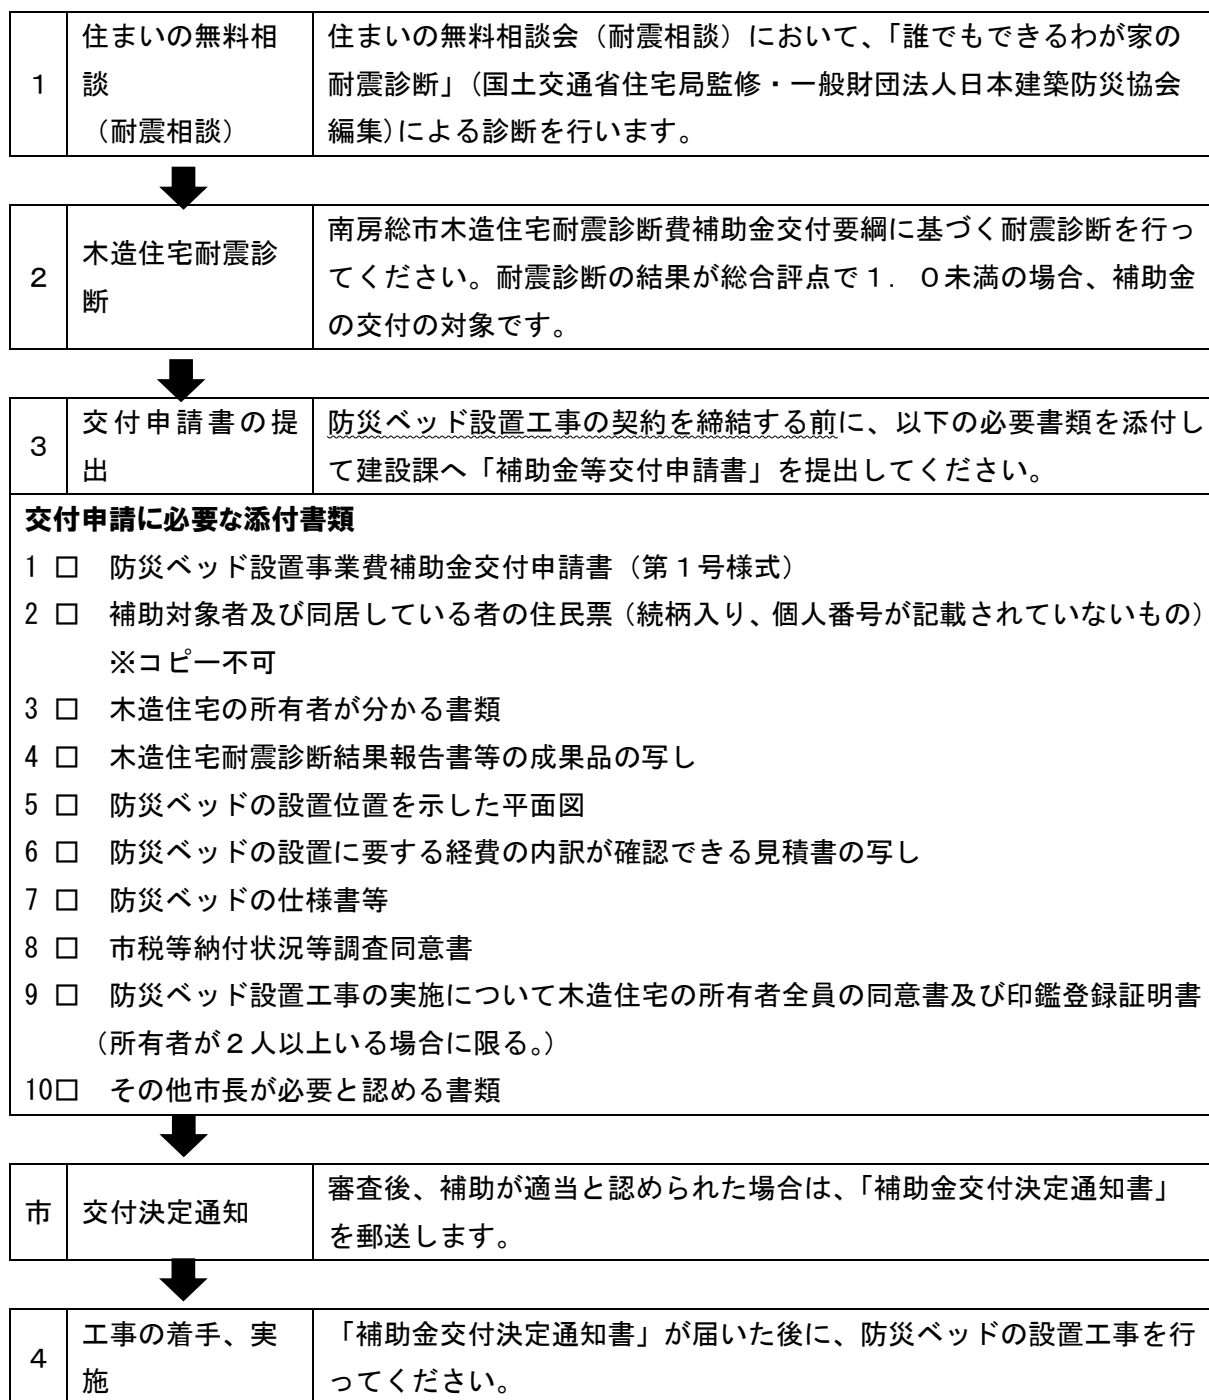 1
住まいの無料相
談
（耐震相談）
住まいの無料相談会（耐震相談）において、「誰でもできるわが家の
耐震診断」(国土交通省住宅局監修・一般財団法人日本建築防災協会
編集)による診断を行います。
2
木造住宅耐震診
断
南房総市木造住宅耐震診断費補助金交付要綱に基づく耐震診断を行っ
てください。耐震診断の結果が総合評点で１．０未満の場合、補助金
の交付の対象です。
3
交付申請書の提
出
防災ベッド設置工事の契約を締結する前に、以下の必要書類を添付し
て建設課へ「補助金等交付申請書」を提出してください。
交付申請に必要な添付書類
1 □　防災ベッド設置事業費補助金交付申請書（第１号様式）
2 □　補助対象者及び同居している者の住民票（続柄入り、個人番号が記載されていないもの）
※コピー不可
3 □　木造住宅の所有者が分かる書類
4 □　木造住宅耐震診断結果報告書等の成果品の写し
5 □　防災ベッドの設置位置を示した平面図
6 □　防災ベッドの設置に要する経費の内訳が確認できる見積書の写し
7 □　防災ベッドの仕様書等
8 □　市税等納付状況等調査同意書
9 □　防災ベッド設置工事の実施について木造住宅の所有者全員の同意書及び印鑑登録証明書
（所有者が２人以上いる場合に限る。）
10□　その他市長が必要と認める書類
市
交付決定通知
審査後、補助が適当と認められた場合は、「補助金交付決定通知書」
を郵送します。
4
工事の着手、実
施
「補助金交付決定通知書」が届いた後に、防災ベッドの設置工事を行
ってください。